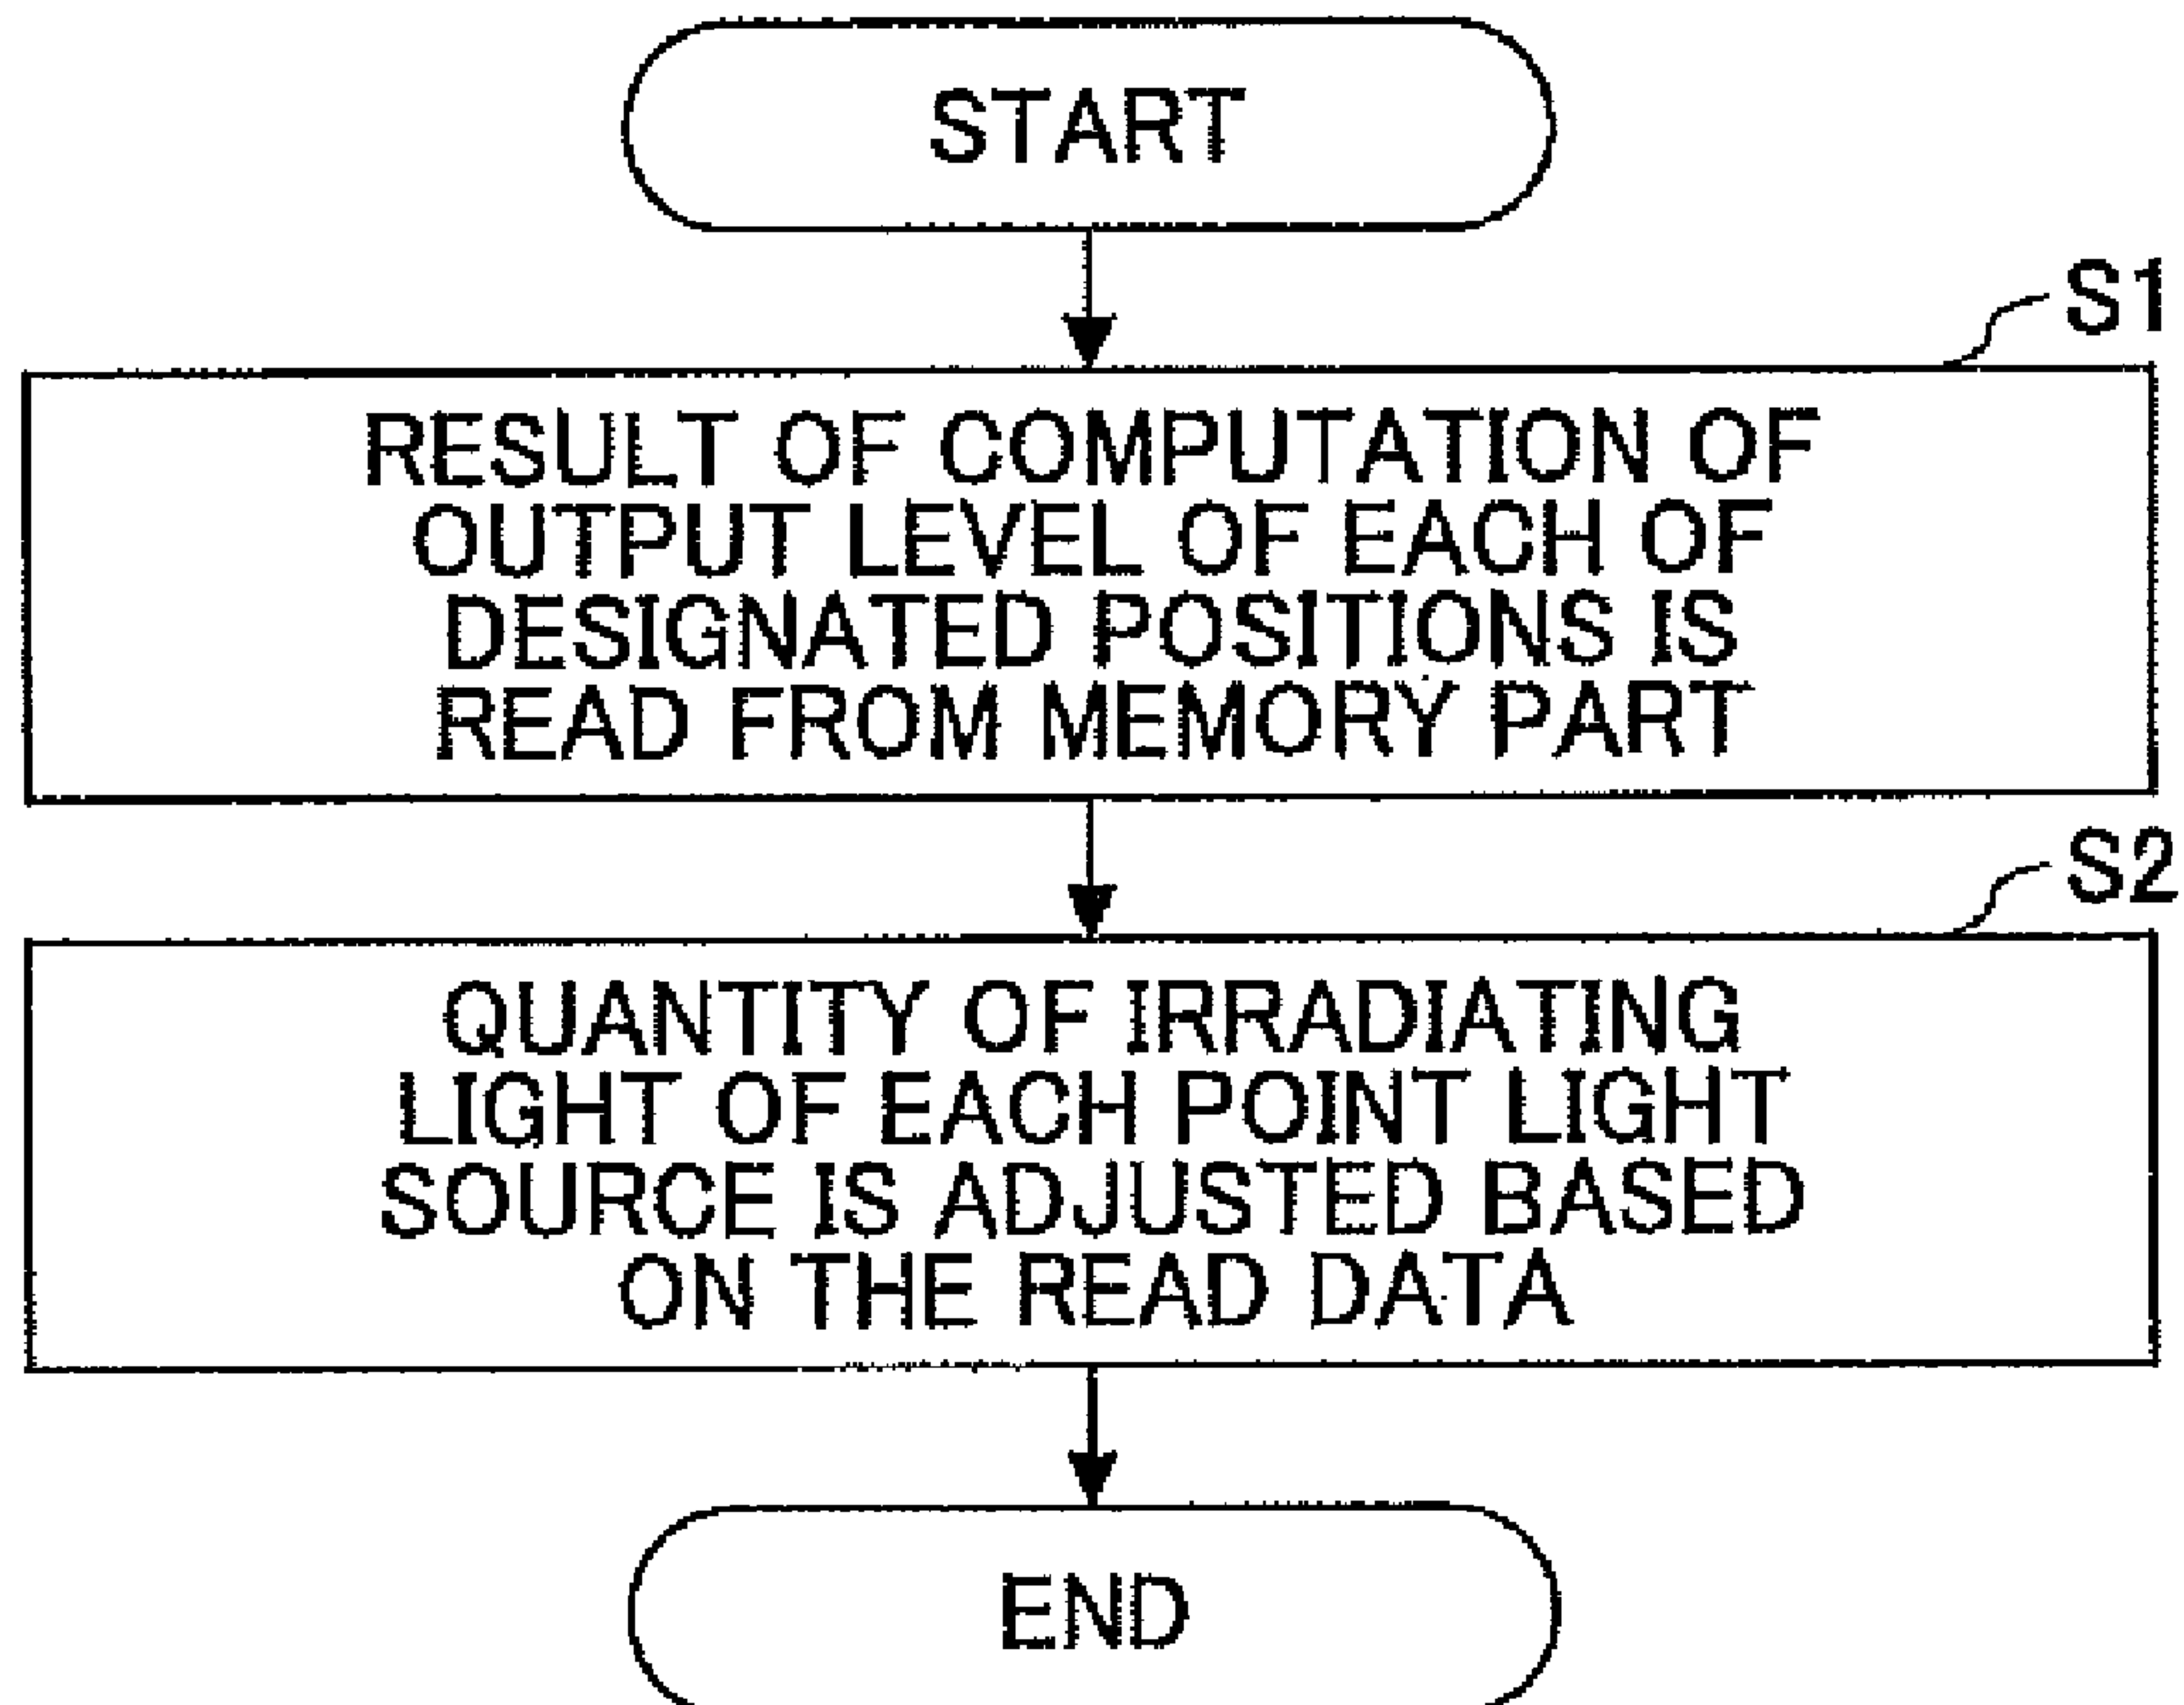 START
S1
RESULT OF COMPUTATION OF
OUTPUT LEVEL OF EACH OF
DESIGNATED POSITIONS IS
READ FROM MEMORY PART
S2
QUANTITY OF IRRADIATING
LIGHT OF EACH POINT LIGHT
SOURCE IS ADJUSTED BASED
ON THE READ DATA
END